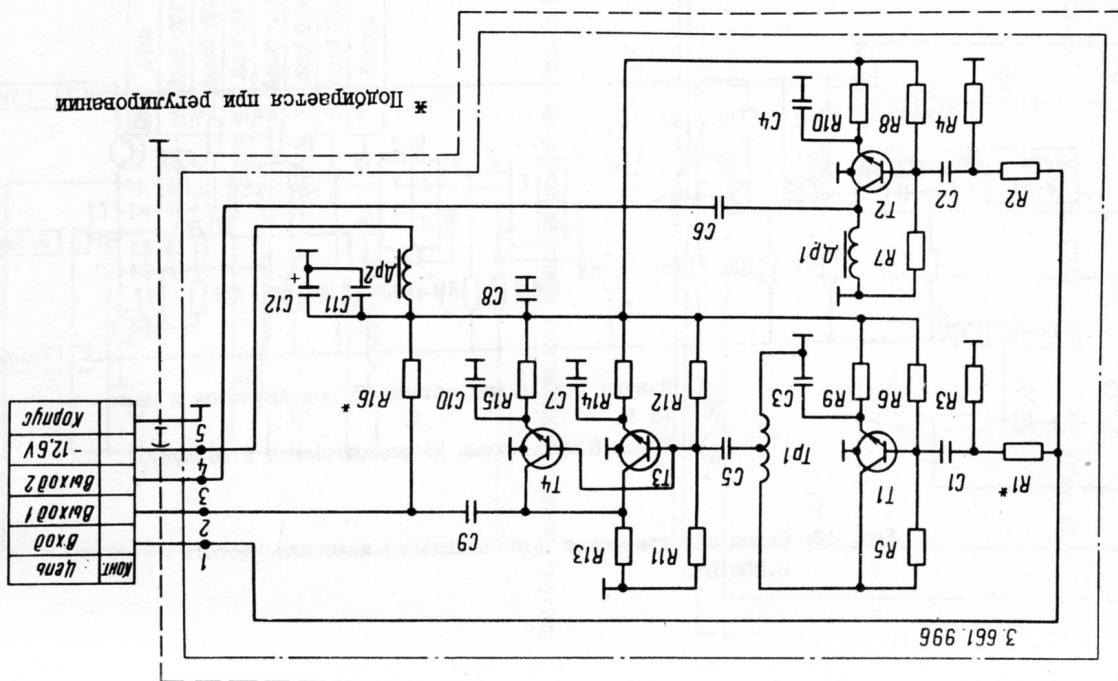 3.661.996
R5
R11
R13
C9
R1*
C1
T1
Тр1
C5
T3
T4
R3
R6
R9
C3
R12
R14
C7
R15
C10
R16*
C8
C11
C12
+
Др2
R7
Др1
C6
R2
C2
T2
R4
R8
R10
C4
Конт Цепь
1 Вход
2 Выход 1
3 Выход 2
4 -12,6V
5 Корпус
* Подбирается при регулировании